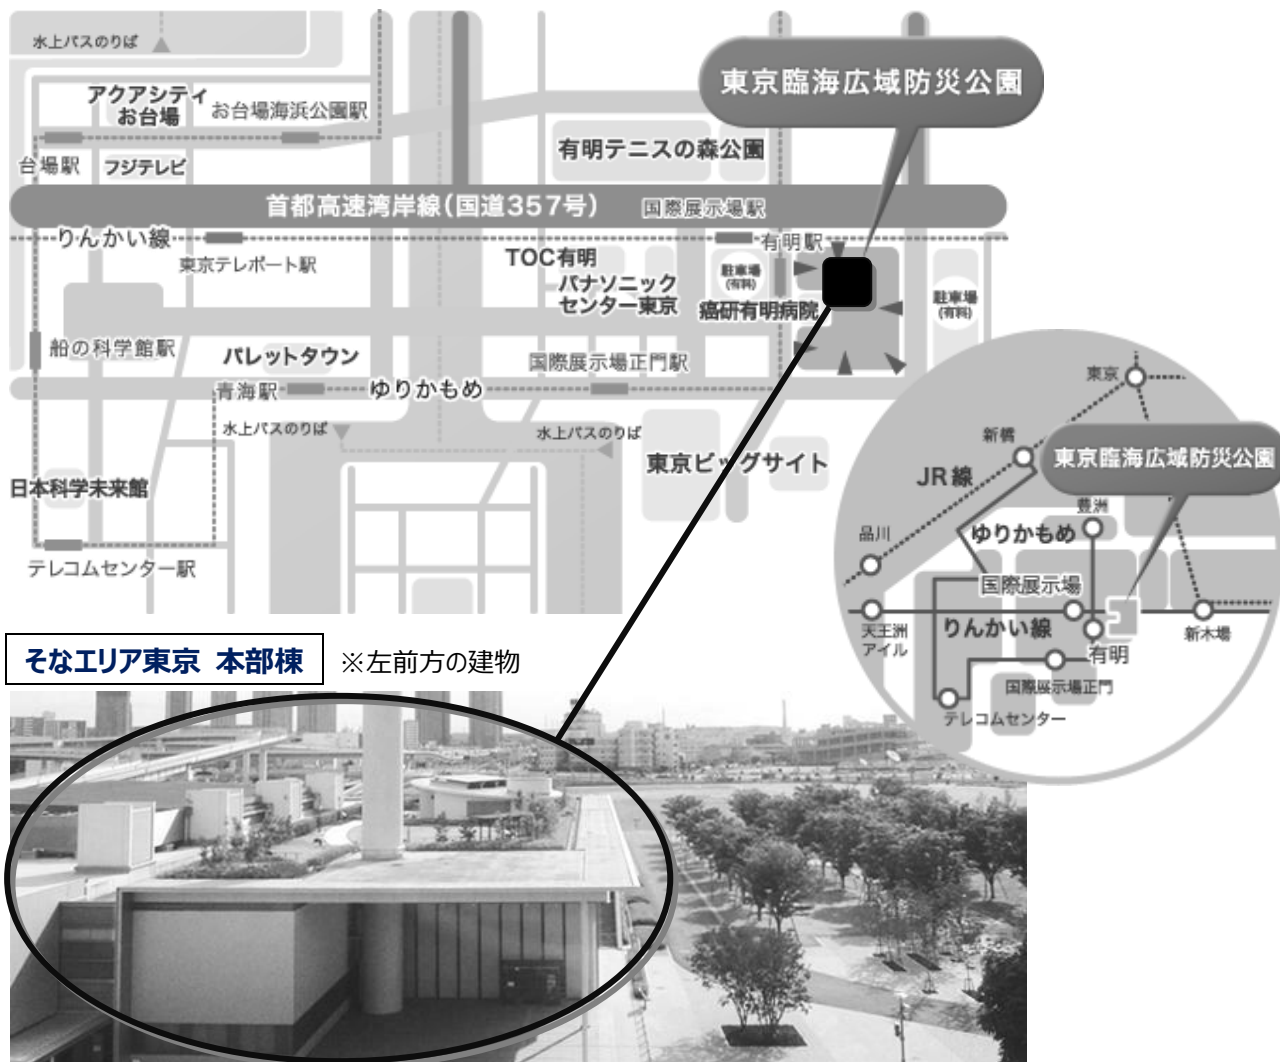 水上バスのりば
東京臨海広域防災公園
アクアシティ
お台場
お台場海浜公園駅
有明テニスの森公園
台場駅
フジテレビ
首都高速湾岸線(国道357号)
国際展示場駅
りんかい線
有明駅
東京テレポート駅
TOC有明
駐車場
(有料)
パナソニック
センター東京
癌研有明病院
駐車場
(有料)
船の科学館駅
パレットタウン
国際展示場正門駅
青海駅
ゆりかもめ
水上バスのりば
水上バスのりば
東京ビッグサイト
日本科学未来館
テレコムセンター駅
東京
新橋
東京臨海広域防災公園
JR線
豊洲
品川
ゆりかもめ
国際展示場
天王洲
アイル
りんかい線
新木場
有明
国際展示場正門
テレコムセンター
そなエリア東京 本部棟
※左前方の建物